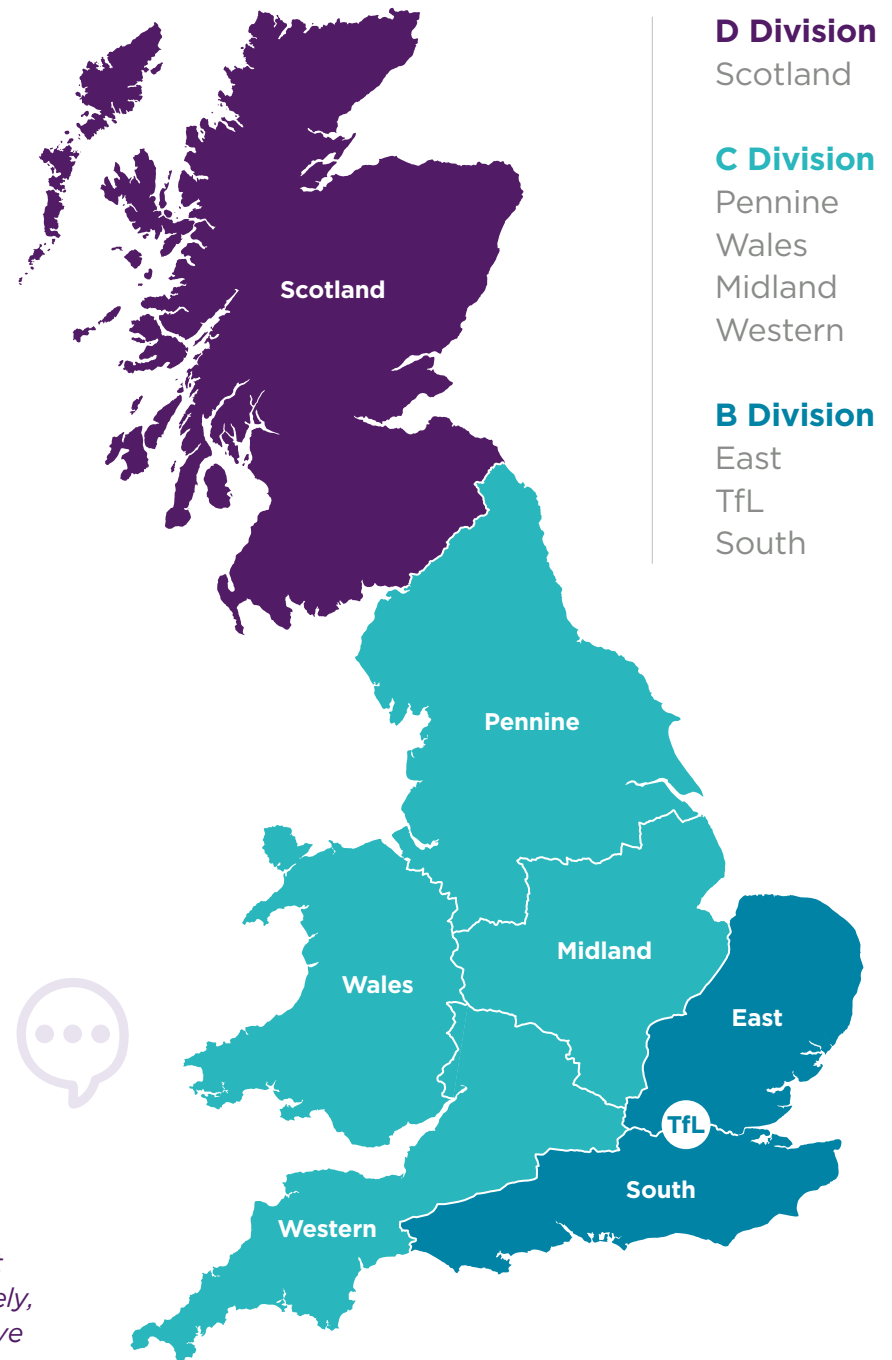 D Division
Scotland
C Division
Pennine
Wales
Midland
Western
B Division
East
TfL
South
Scotland
Pennine
Midland
Wales
East
TfL
South
Western